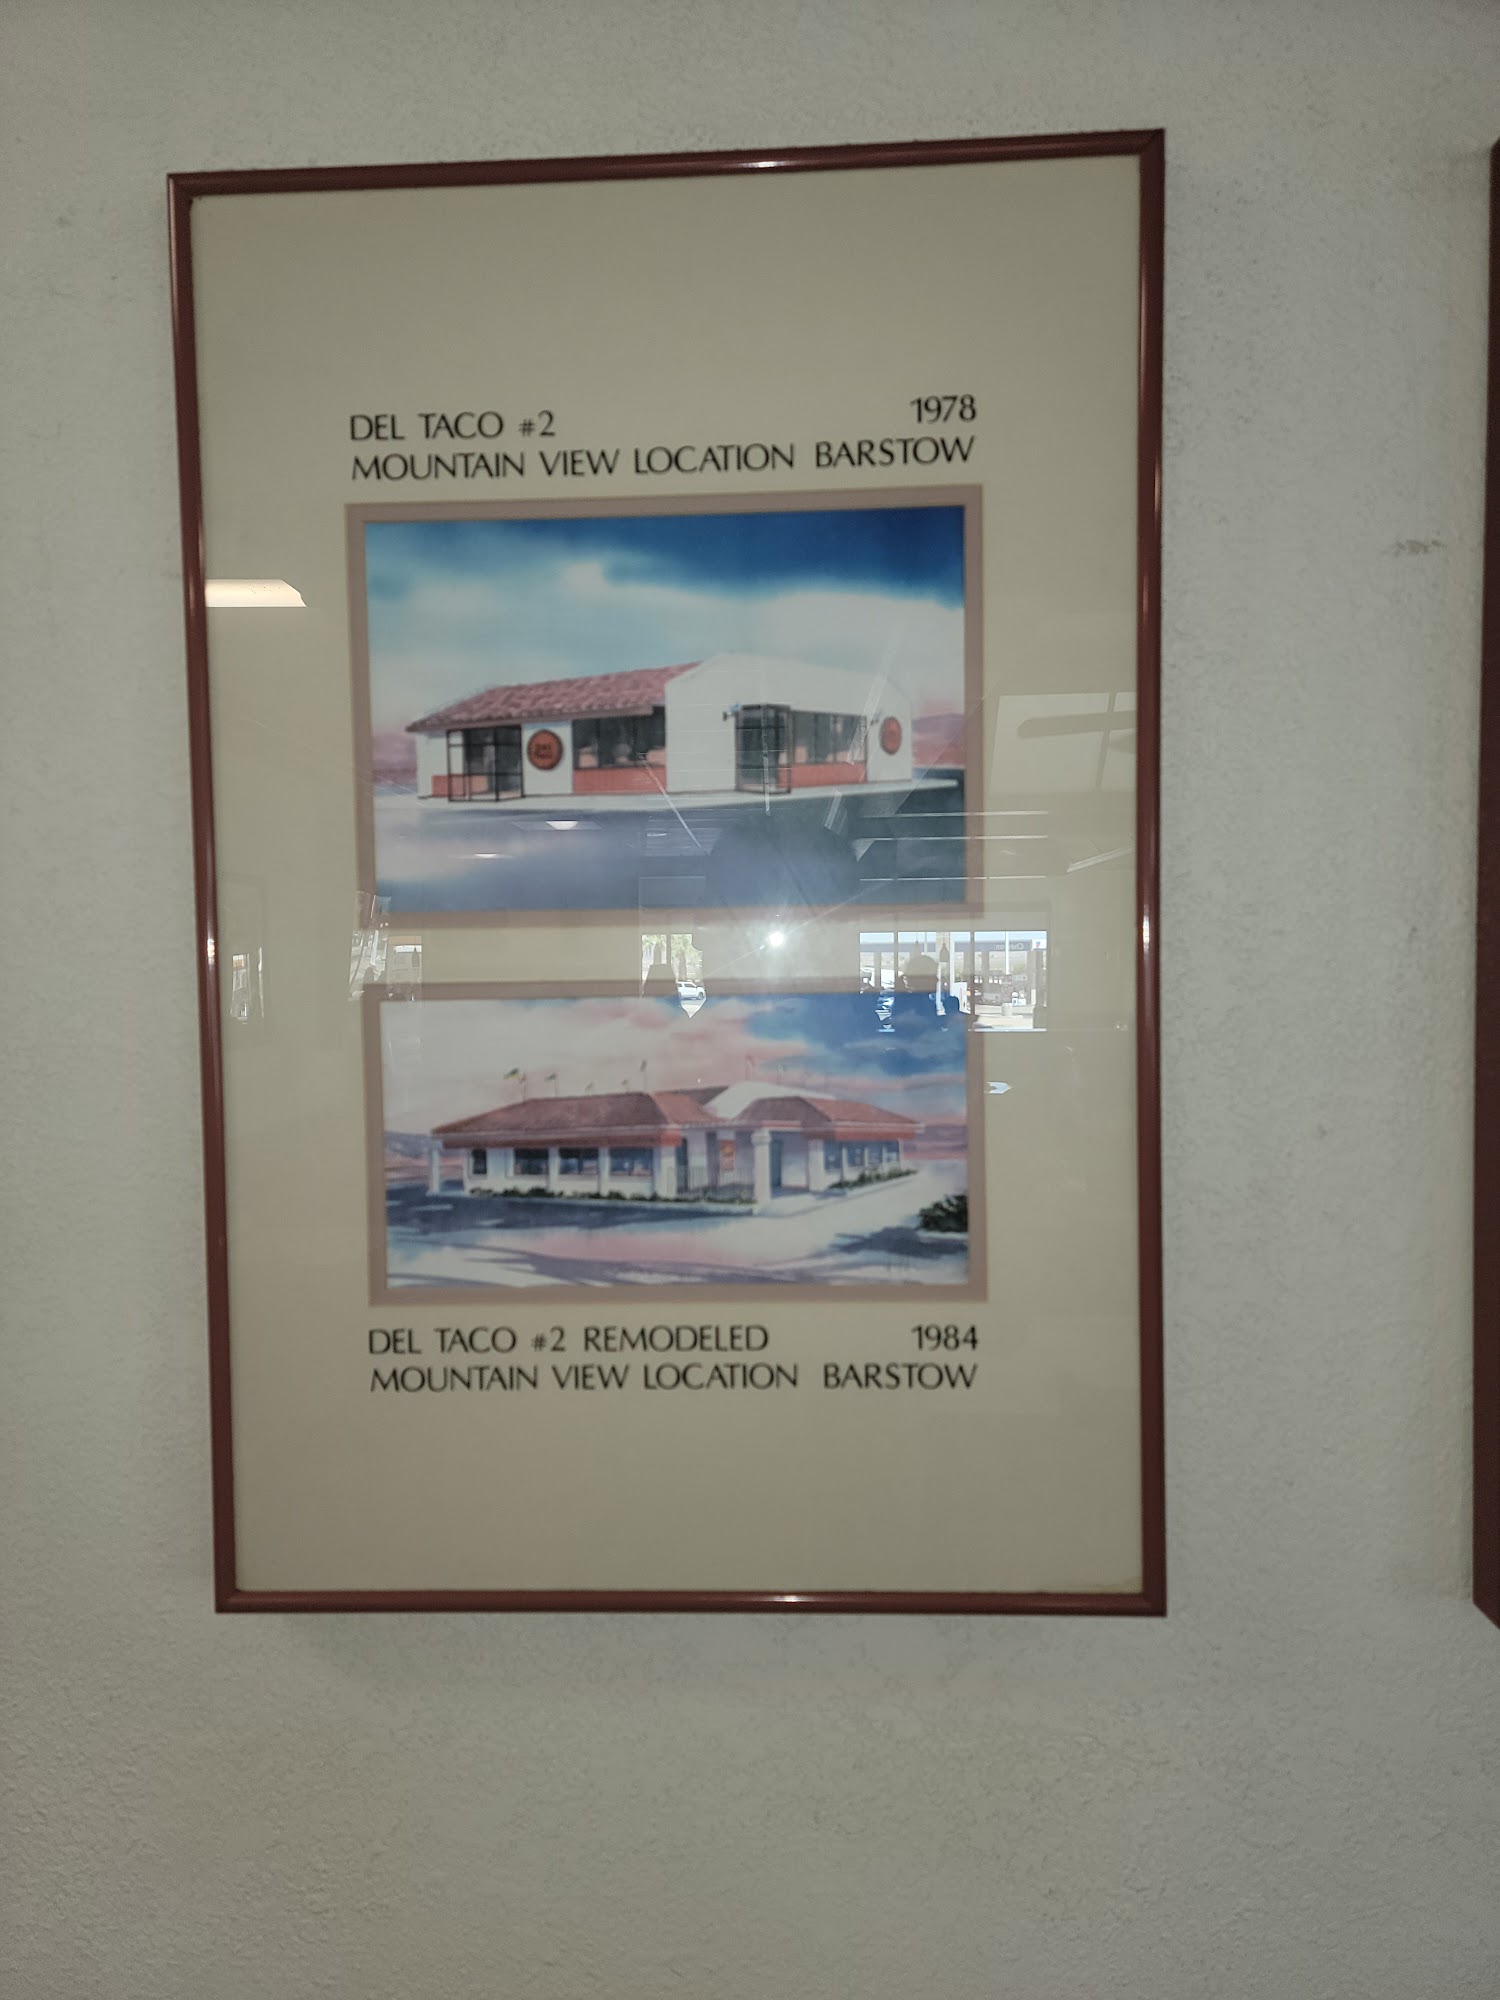 DEL TACO #2 1978
MOUNTAIN VIEW LOCATION BARSTOW
DEL TACO #2 REMODELED 1984
MOUNTAIN VIEW LOCATION BARSTOW